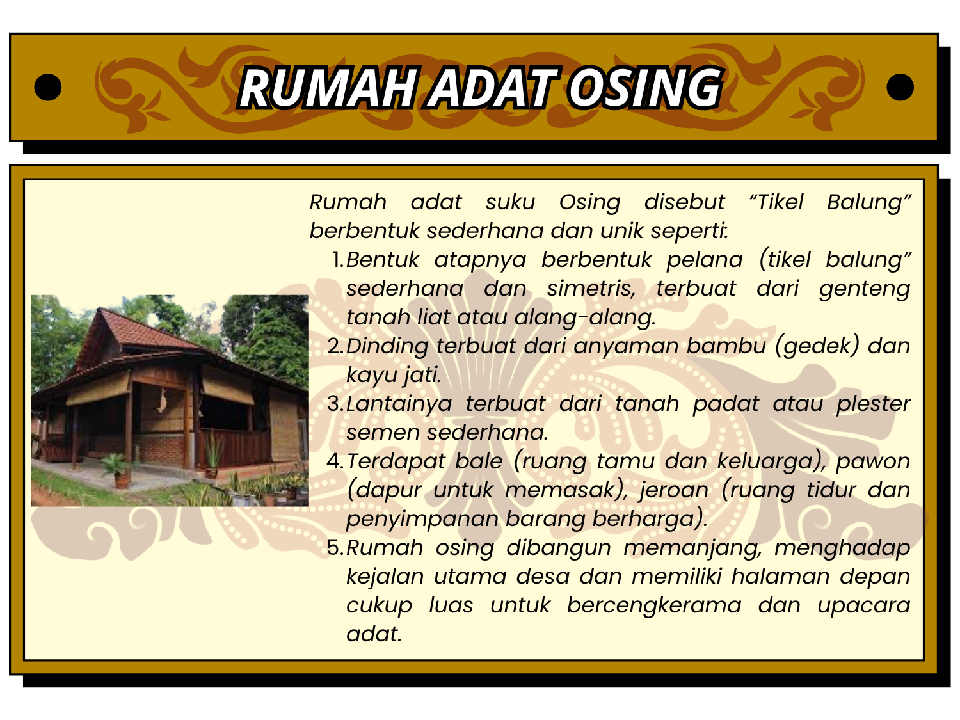 RUMAH ADAT OSING
Rumah adat suku Osing disebut “Tikel Balung”
berbentuk sederhana dan unik seperti:
1. Bentuk atapnya berbentuk pelana (tikel balung”
sederhana dan simetris, terbuat dari genteng
tanah liat atau alang-alang.
2. Dinding terbuat dari anyaman bambu (gedek) dan
kayu jati.
3. Lantainya terbuat dari tanah padat atau plester
semen sederhana.
4. Terdapat bale (ruang tamu dan keluarga), pawon
(dapur untuk memasak), jeroan (ruang tidur dan
penyimpanan barang berharga).
5. Rumah osing dibangun memanjang, menghadap
kejalan utama desa dan memiliki halaman depan
cukup luas untuk bercengkerama dan upacara
adat.